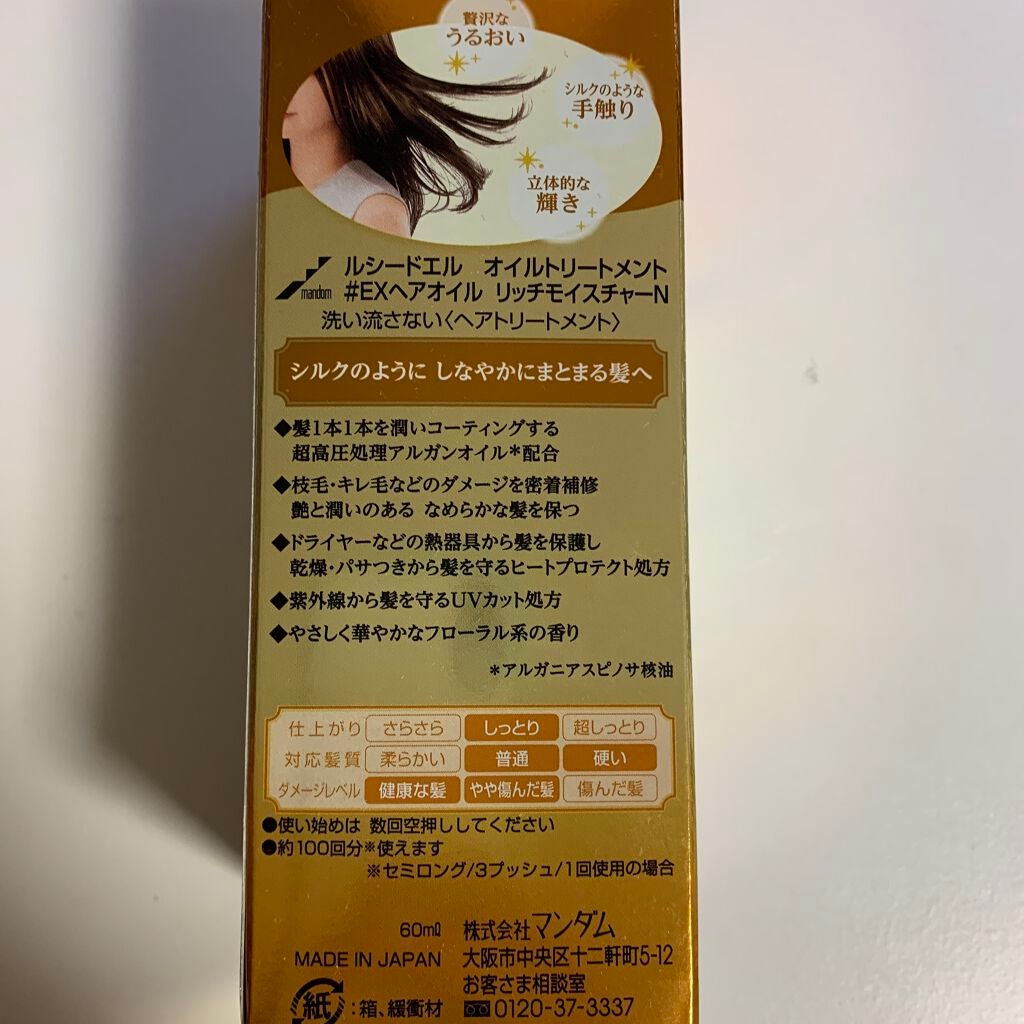 贅沢な
うるおい
シルクのような
手触り
立体的な
輝き
mandom
ルシードエル オイルトリートメント
#EXヘアオイル リッチモイスチャーN
洗い流さない〈ヘアトリートメント〉
シルクのように しなやかにまとまる髪へ
◆髪1本1本を潤いコーティングする
超高圧処理アルガンオイル*配合
◆枝毛・キレ毛などのダメージを密着補修
艶と潤いのある なめらかな髪を保つ
◆ドライヤーなどの熱器具から髪を保護し
乾燥・パサつきから髪を守るヒートプロテクト処方
◆紫外線から髪を守るUVカット処方
◆やさしく華やかなフローラル系の香り
*アルガニアスピノサ核油
仕上がり さらさら しっとり 超しっとり
対応髪質 柔らかい 普通 硬い
ダメージレベル 健康な髪 やや傷んだ髪 傷んだ髪
●使い始めは 数回空押ししてください
●約100回分※使えます
※セミロング/3プッシュ/1回使用の場合
60mℓ 株式会社マンダム
MADE IN JAPAN 大阪市中央区十二軒町5-12
お客さま相談室
紙:箱、緩衝材 0120-37-3337